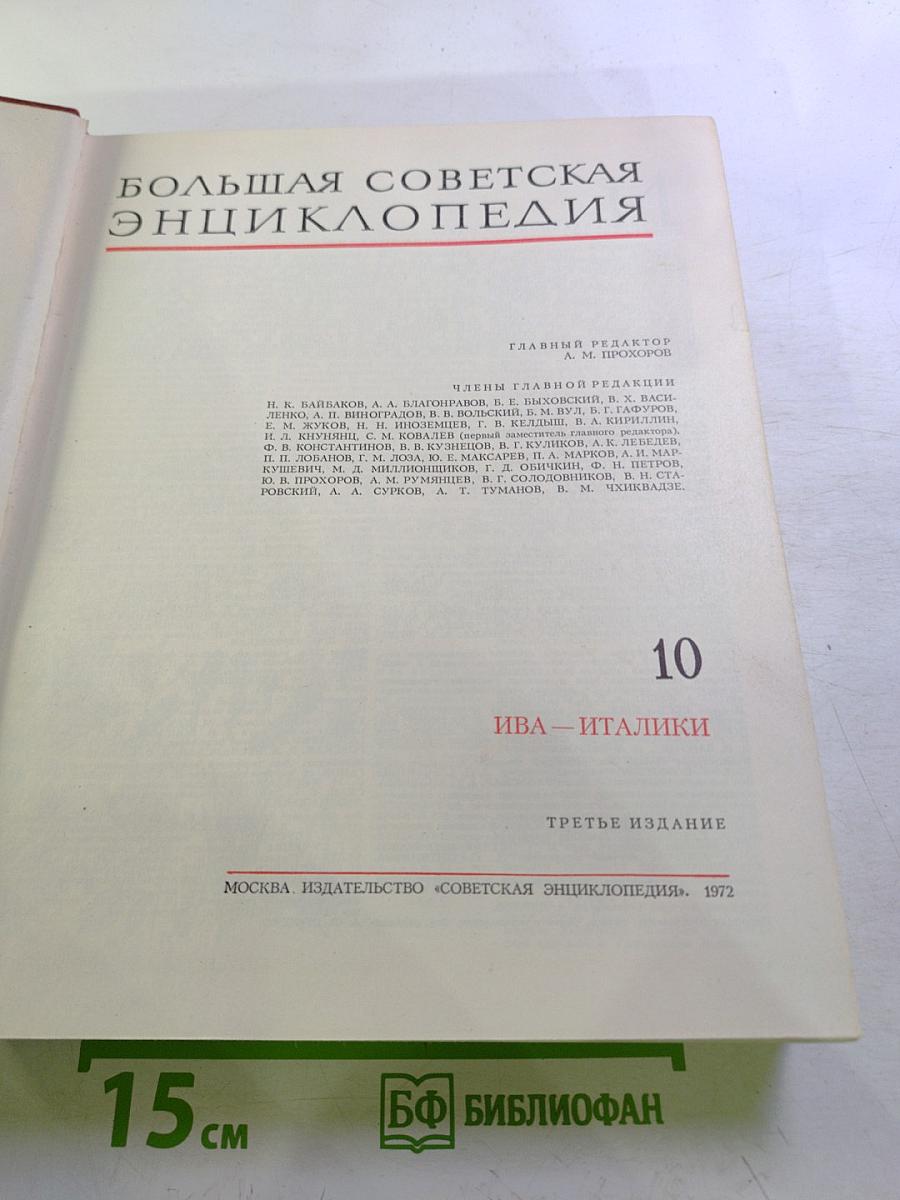 БОЛЬШАЯ СОВЕТСКАЯ
ЭНЦИКЛОПЕДИЯ
ГЛАВНЫЙ РЕДАКТОР
А. М. ПРОХОРОВ
ЧЛЕНЫ ГЛАВНОЙ РЕДАКЦИИ
Н. К. БАЙБАКОВ, А. А. БЛАГОНРАВОВ, Б. Е. БЫХОВСКИЙ, В. Х. ВАСИ-
ЛЕНКО, А. П. ВИНОГРАДОВ, В. В. ВОЛЬСКИЙ, Б. М. ВУЛ, Б. Г. ГАФУРОВ,
Е. М. ЖУКОВ, Н. Н. ИНОЗЕМЦЕВ, Г. В. КЕЛДЫШ, В. А. КИРИЛЛИН,
И. Л. КНУНЯНЦ, С. М. КОВАЛЕВ (первый заместитель главного редактора),
Ф. В. КОНСТАНТИНОВ, В. В. КУЗНЕЦОВ, В. Г. КУЛИКОВ, А. К. ЛЕБЕДЕВ,
П. П. ЛОБАНОВ, Г. М. ЛОЗА, Ю. Е. МАКСАРЕВ, П. А. МАРКОВ, А. И. МАР-
КУШЕВИЧ, М. Д. МИЛЛИОНЩИКОВ, Г. Д. ОБИЧКИН, Ф. Н. ПЕТРОВ,
Ю. В. ПРОХОРОВ, А. М. РУМЯНЦЕВ, В. Г. СОЛОДОВНИКОВ, В. Н. СТА-
РОВСКИЙ, А. А. СУРКОВ, А. Т. ТУМАНОВ, В. М. ЧХИКВАДЗЕ.
10
ИВА — ИТАЛИКИ
ТРЕТЬЕ ИЗДАНИЕ
МОСКВА. ИЗДАТЕЛЬСТВО «СОВЕТСКАЯ ЭНЦИКЛОПЕДИЯ». 1972
15 см
БФ БИБЛИОФАН